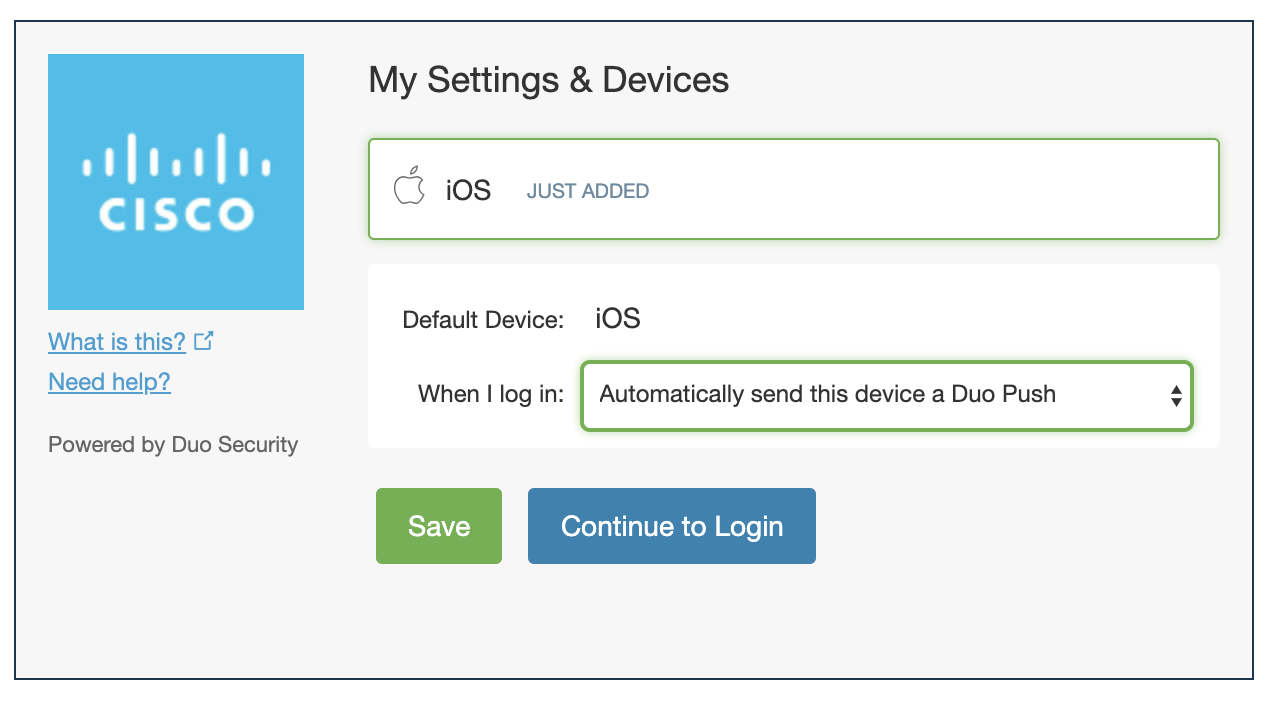 CISCO
What is this?
Need help?
Powered by Duo Security
My Settings & Devices
iOS JUST ADDED
Default Device: iOS
When I log in: Automatically send this device a Duo Push
Save Continue to Login